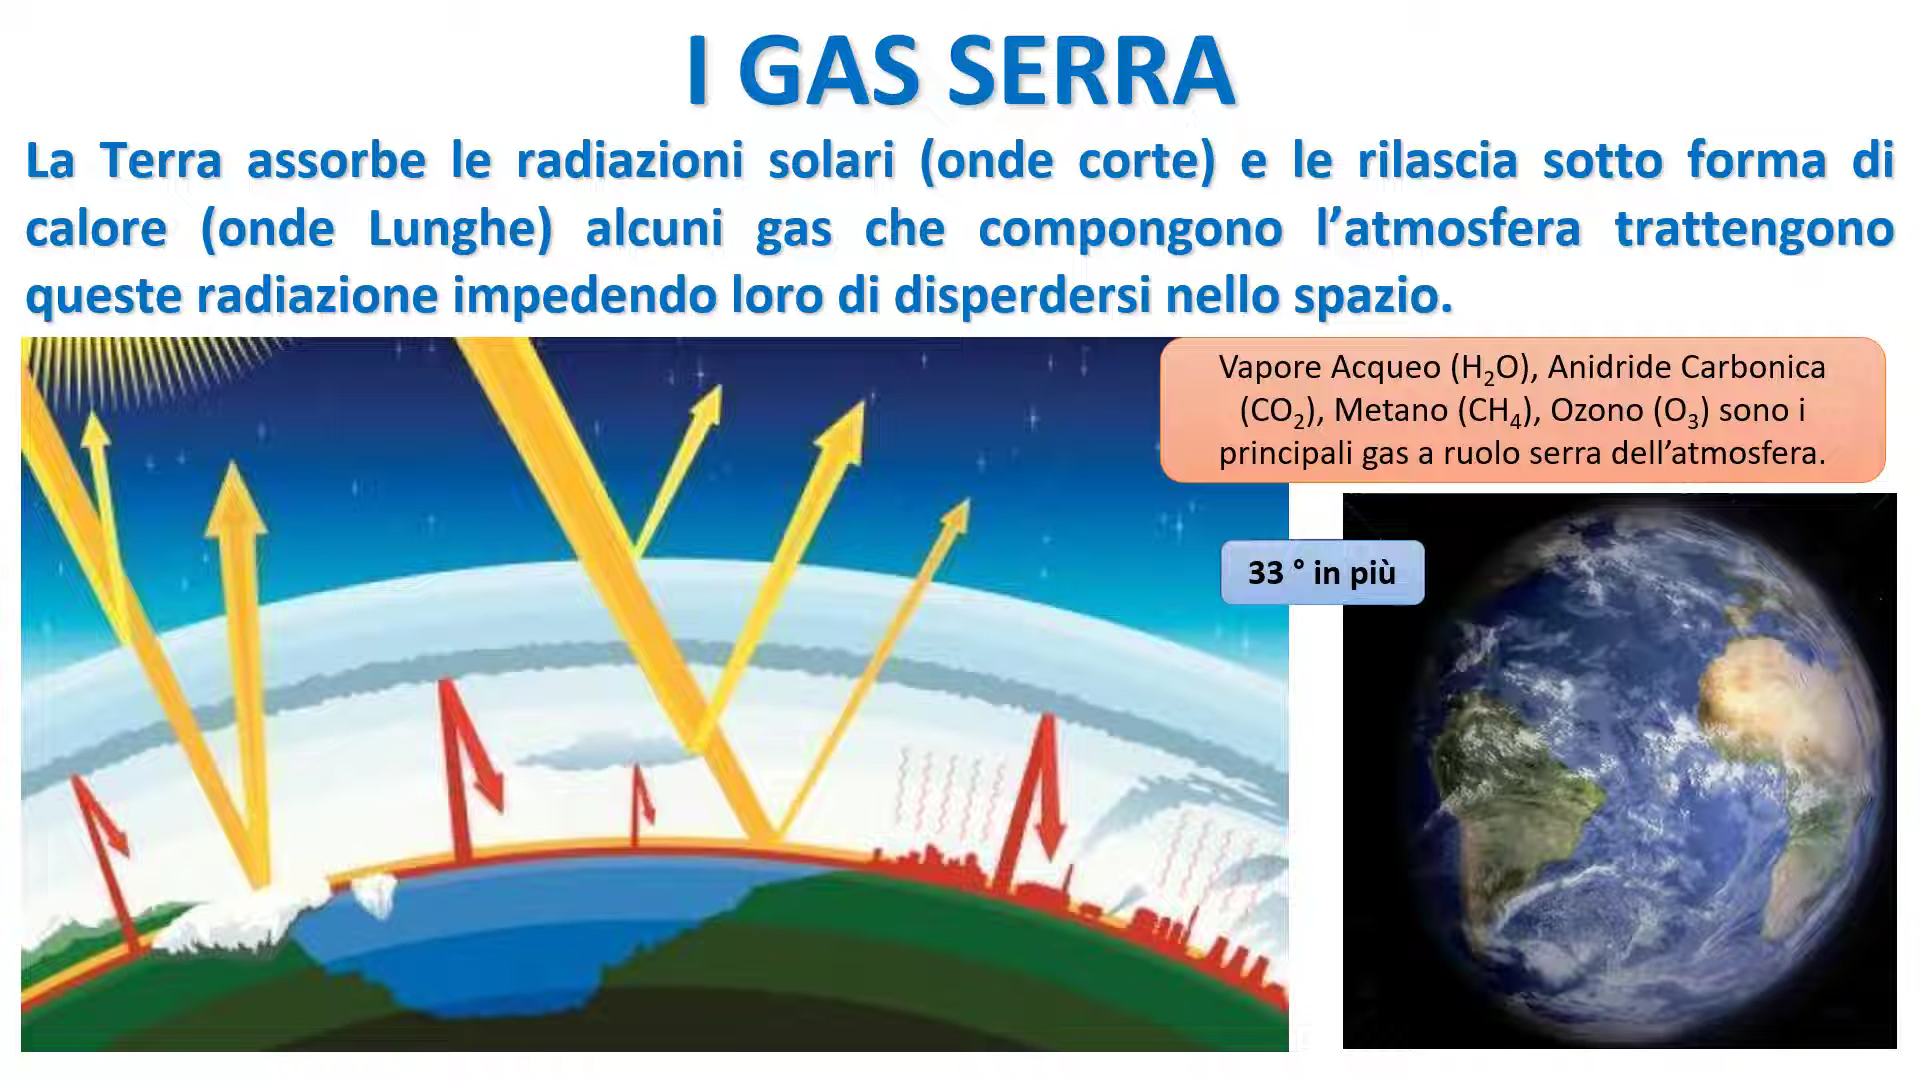 I GAS SERRA
La Terra assorbe le radiazioni solari (onde corte) e le rilascia sotto forma di
calore (onde Lunghe) alcuni gas che compongono l’atmosfera trattengono
queste radiazione impedendo loro di disperdersi nello spazio.
Vapore Acqueo (H₂O), Anidride Carbonica
(CO₂), Metano (CH₄), Ozono (O₃) sono i
principali gas a ruolo serra dell’atmosfera.
33 ° in più